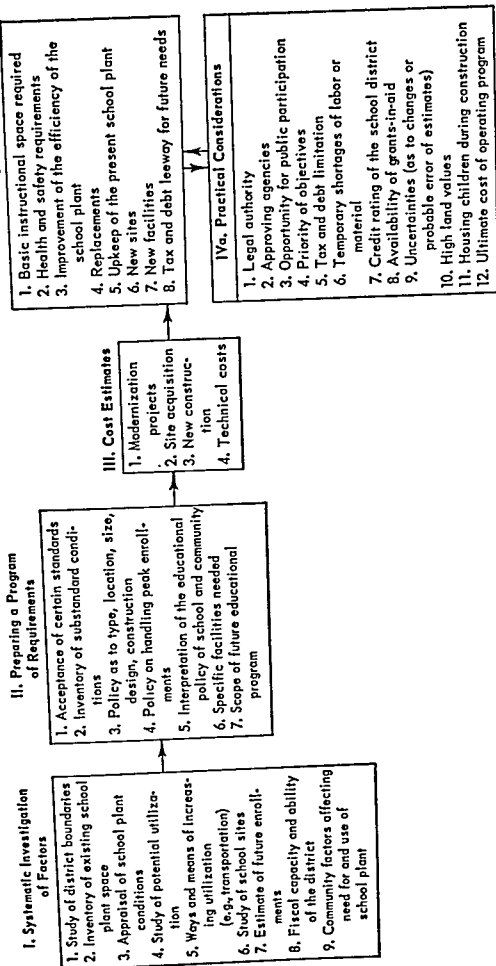 I. Systematic Investigation
of Factors
1. Study of district boundaries
2. Inventory of existing school
plant space
3. Appraisal of school plant
conditions
4. Study of potential utiliza-
tion
5. Ways and means of increas-
ing utilization
(e.g., transportation)
6. Study of school sites
7. Estimate of future enroll-
ments
8. Fiscal capacity and ability
of the district
9. Community factors affecting
need for and use of
school plant
II. Preparing a Program
of Requirements
1. Acceptance of certain standards
2. Inventory of substandard condi-
tions
3. Policy as to type, location, size,
design, construction
4. Policy on handling peak enroll-
ments
5. Interpretation of the educational
policy of school and community
6. Specific facilities needed
7. Scope of future educational
program
III. Cost Estimates
1. Modernization
projects
2. Site acquisition
3. New construc-
tion
4. Technical costs
1. Basic instructional space required
2. Health and safety requirements
3. Improvement of the efficiency of the
school plant
4. Replacements
5. Upkeep of the present school plant
6. New sites
7. New facilities
8. Tax and debt leeway for future needs
IVa. Practical Considerations
1. Legal authority
2. Approving agencies
3. Opportunity for public participation
4. Priority of objectives
5. Tax and debt limitation
6. Temporary shortages of labor or
material
7. Credit rating of the school district
8. Availability of grants-in-aid
9. Uncertainties (as to changes or
probable error of estimates)
10. High land values
11. Housing children during construction
12. Ultimate cost of operating program